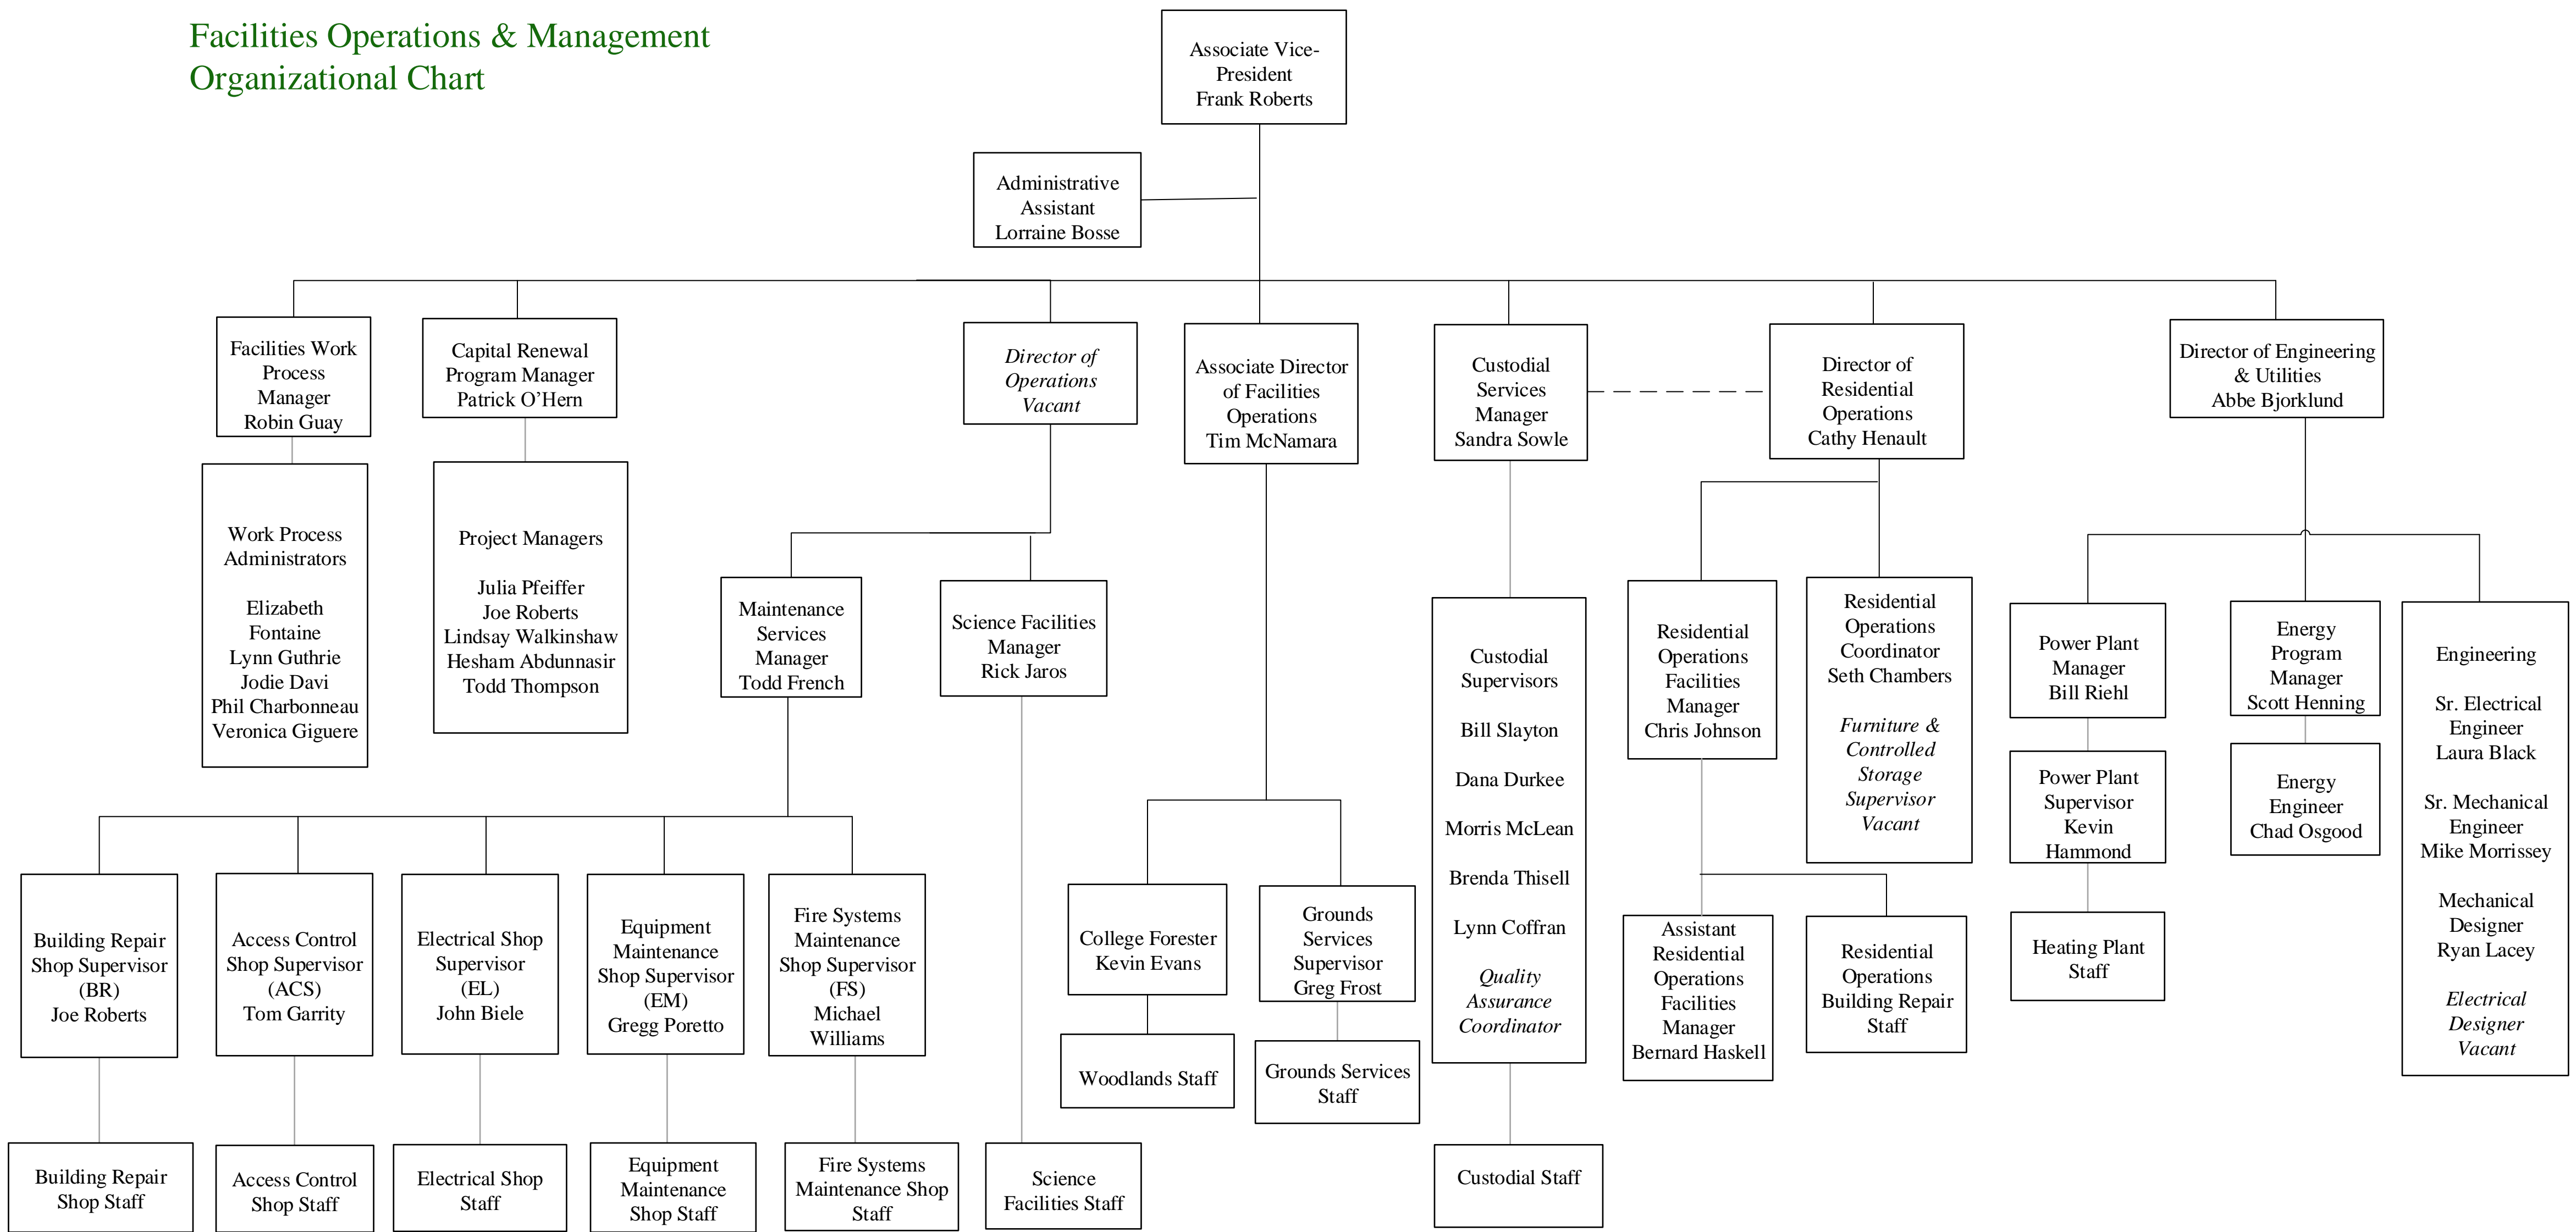 Facilities Operations & Management
Organizational Chart
Associate Vice-
President
Frank Roberts
Administrative
Assistant
Lorraine Bosse
Facilities Work
Process
Manager
Robin Guay
Capital Renewal
Program Manager
Patrick O’Hern
Director of
Operations
Vacant
Associate Director
of Facilities
Operations
Tim McNamara
Custodial
Services
Manager
Sandra Sowle
Director of
Residential
Operations
Cathy Henault
Director of Engineering
& Utilities
Abbe Bjorklund
Work Process
Administrators
Elizabeth
Fontaine
Lynn Guthrie
Jodie Davi
Phil Charbonneau
Veronica Giguere
Project Managers
Julia Pfeiffer
Joe Roberts
Lindsay Walkinshaw
Hesham Abdunnasir
Todd Thompson
Maintenance
Services
Manager
Todd French
Science Facilities
Manager
Rick Jaros
Custodial
Supervisors
Bill Slayton
Dana Durkee
Morris McLean
Brenda Thisell
Lynn Coffran
Quality
Assurance
Coordinator
Residential
Operations
Facilities
Manager
Chris Johnson
Residential
Operations
Coordinator
Seth Chambers
Furniture &
Controlled
Storage
Supervisor
Vacant
Power Plant
Manager
Bill Riehl
Energy
Program
Manager
Scott Henning
Engineering
Sr. Electrical
Engineer
Laura Black
Sr. Mechanical
Engineer
Mike Morrissey
Mechanical
Designer
Ryan Lacey
Electrical
Designer
Vacant
Power Plant
Supervisor
Kevin
Hammond
Energy
Engineer
Chad Osgood
Building Repair
Shop Supervisor
(BR)
Joe Roberts
Access Control
Shop Supervisor
(ACS)
Tom Garrity
Electrical Shop
Supervisor
(EL)
John Biele
Equipment
Maintenance
Shop Supervisor
(EM)
Gregg Poretto
Fire Systems
Maintenance
Shop Supervisor
(FS)
Michael
Williams
College Forester
Kevin Evans
Grounds
Services
Supervisor
Greg Frost
Assistant
Residential
Operations
Facilities
Manager
Bernard Haskell
Residential
Operations
Building Repair
Staff
Heating Plant
Staff
Woodlands Staff
Grounds Services
Staff
Building Repair
Shop Staff
Access Control
Shop Staff
Electrical Shop
Staff
Equipment
Maintenance
Shop Staff
Fire Systems
Maintenance Shop
Staff
Science
Facilities Staff
Custodial Staff